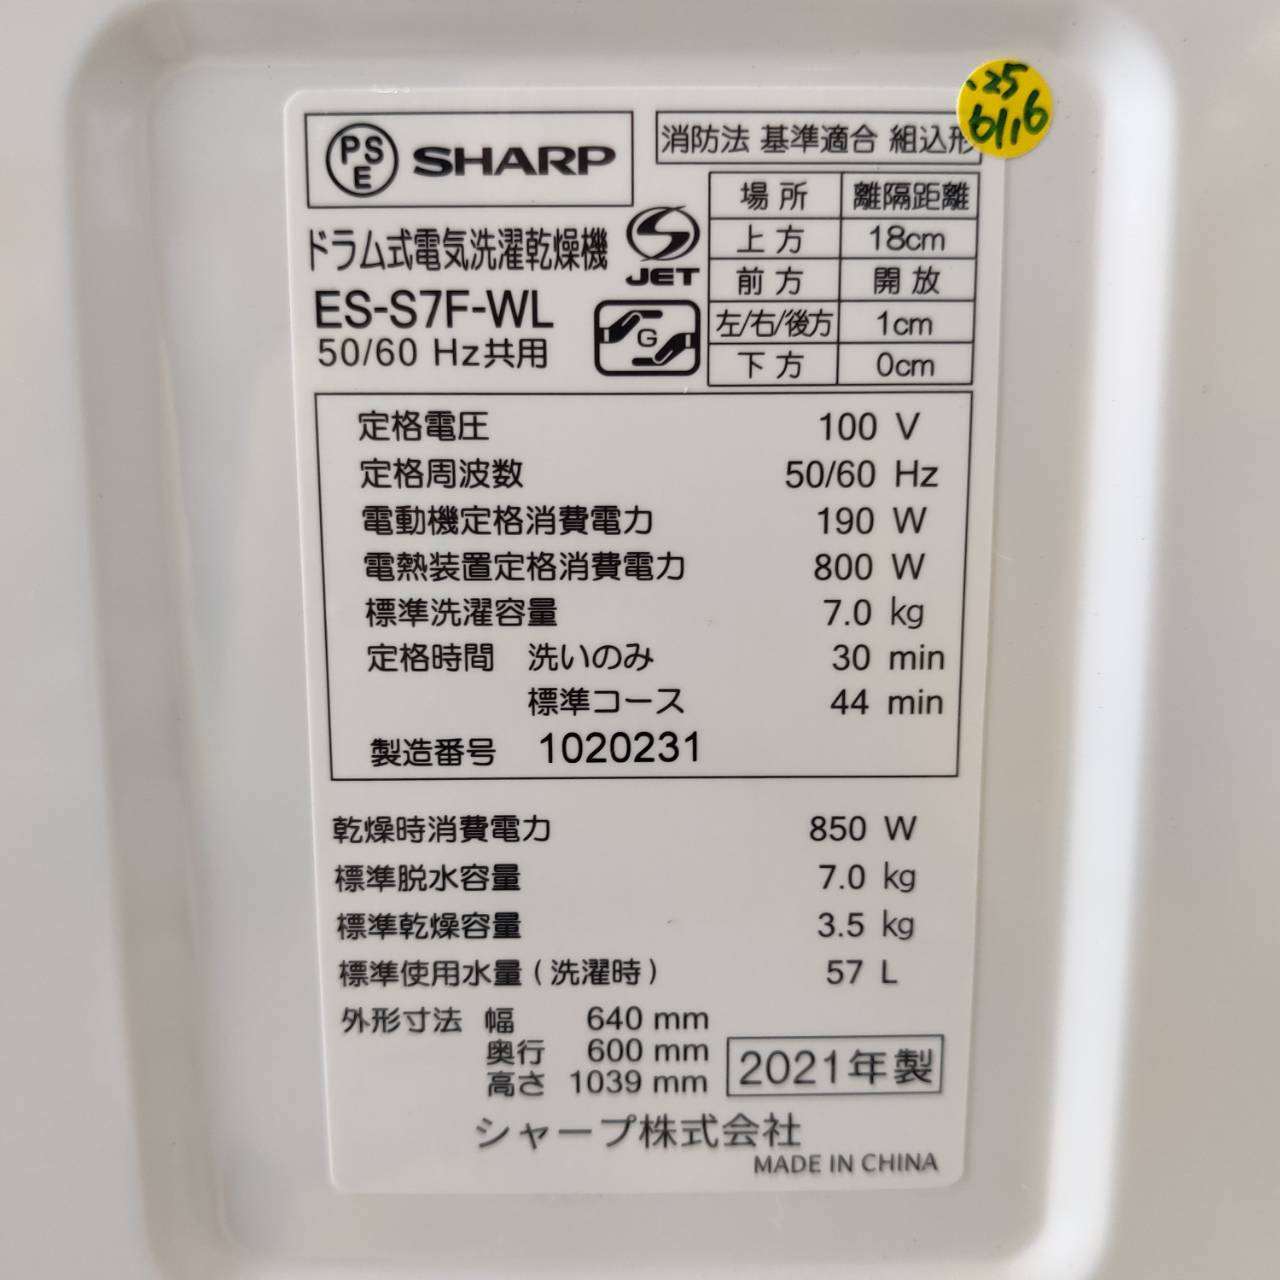 PS
E
SHARP
消防法 基準適合 組込形
.25
61,6
ドラム式電気洗濯乾燥機
S
JET
ES-S7F-WL
G
50/60 Hz共用
場所 離隔距離
上方 18cm
前方 開放
左/右/後方 1cm
下方 0cm
定格電圧 100 V
定格周波数 50/60 Hz
電動機定格消費電力 190 W
電熱装置定格消費電力 800 W
標準洗濯容量 7.0 kg
定格時間 洗いのみ 30 min
標準コース 44 min
製造番号 1020231
乾燥時消費電力 850 W
標準脱水容量 7.0 kg
標準乾燥容量 3.5 kg
標準使用水量(洗濯時) 57 L
外形寸法 幅 640 mm
奥行 600 mm
高さ 1039 mm
2021年製
シャープ株式会社
MADE IN CHINA